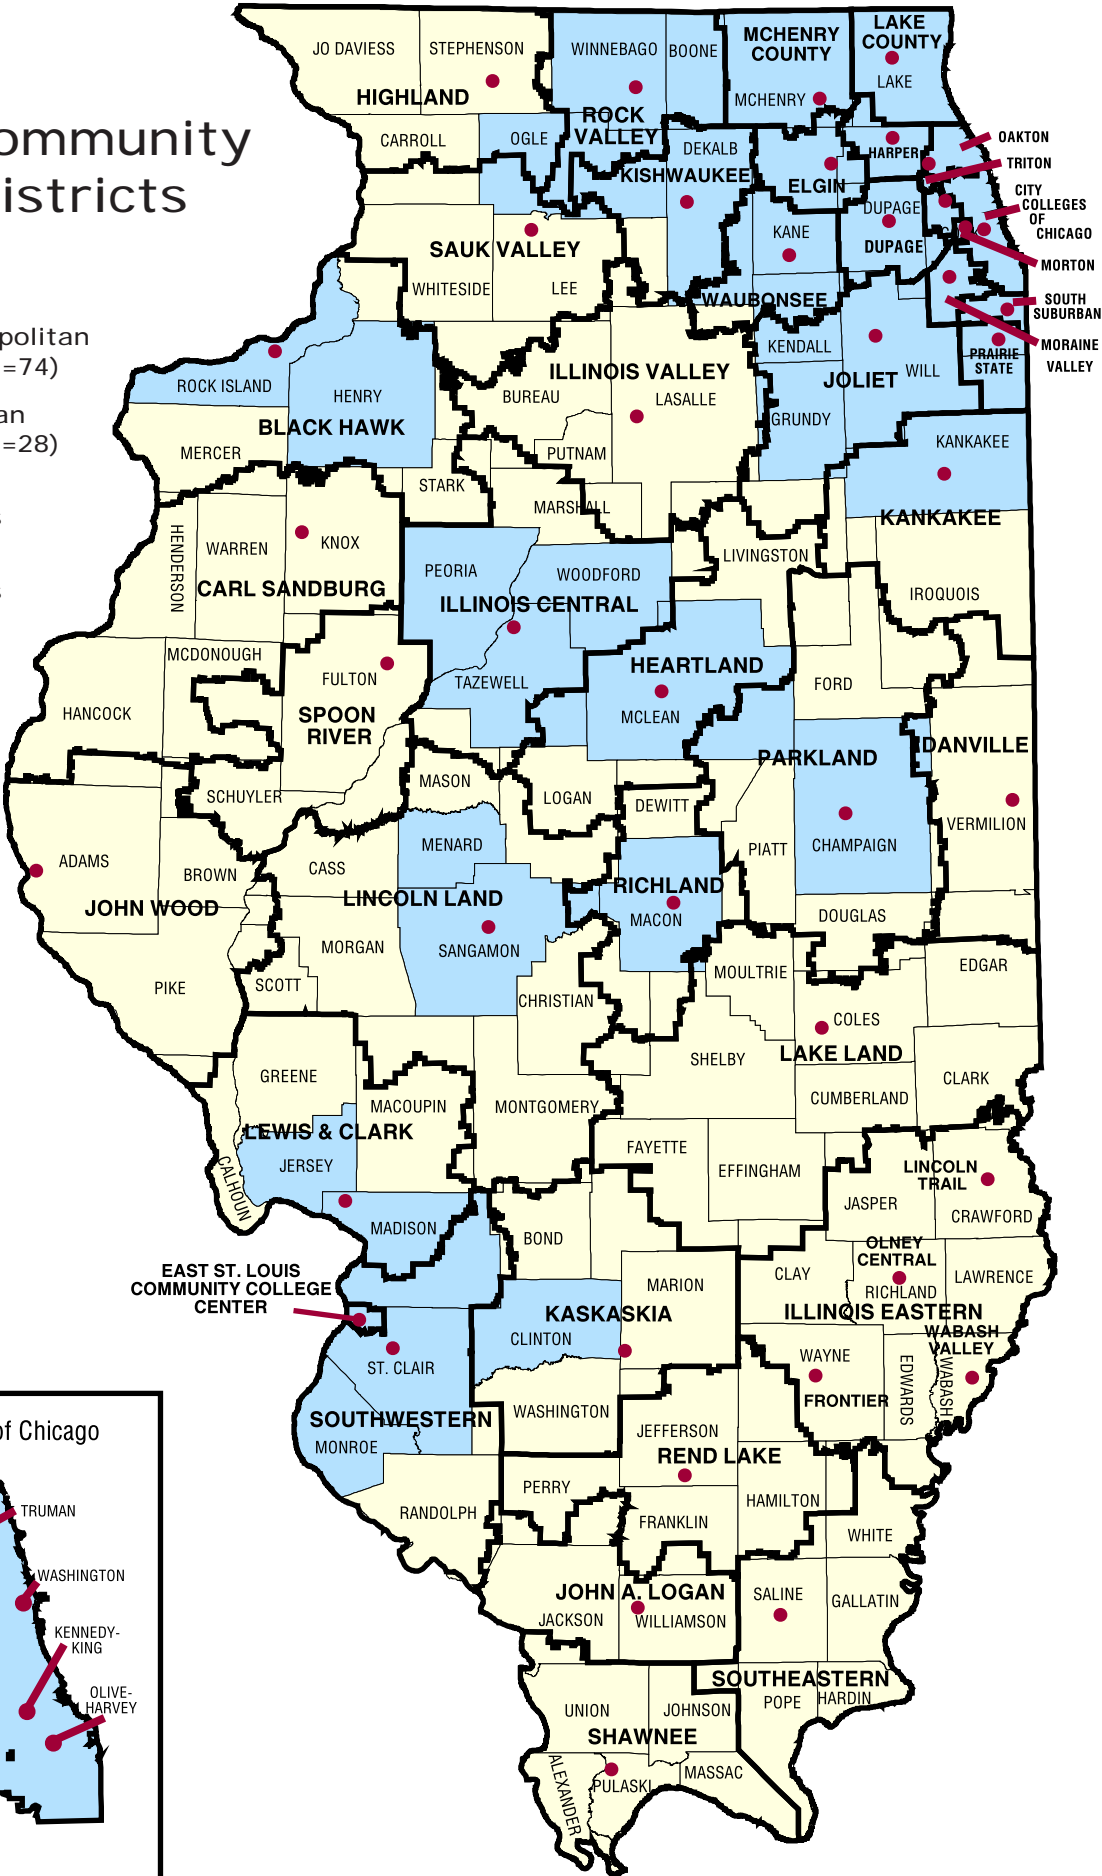 ommunity
istricts
politan
=74)
an
=28)
s
s
JO DAVIESS
STEPHENSON
WINNEBAGO
BOONE
MCHENRY
COUNTY
LAKE
COUNTY
LAKE
MCHENRY
HIGHLAND
ROCK
VALLEY
CARROLL
OGLE
DEKALB
KISHWAUKEE
ELGIN
HARPER
OAKTON
TRITON
CITY
COLLEGES
OF
CHICAGO
DUPAGE
DUPAGE
KANE
MORTON
SAUK VALLEY
WHITESIDE
LEE
WAUBONSEE
SOUTH
SUBURBAN
MORAINE
VALLEY
PRAIRIE
STATE
KENDALL
JOLIET
WILL
ROCK ISLAND
HENRY
BLACK HAWK
BUREAU
ILLINOIS VALLEY
LASALLE
GRUNDY
MERCER
PUTNAM
KANKAKEE
STARK
MARSHALL
KANKAKEE
HENDERSON
WARREN
KNOX
CARL SANDBURG
PEORIA
WOODFORD
ILLINOIS CENTRAL
LIVINGSTON
IROQUOIS
MCDONOUGH
FULTON
TAZEWELL
HEARTLAND
MCLEAN
FORD
HANCOCK
SPOON
RIVER
PARKLAND
DANVILLE
SCHUYLER
MASON
LOGAN
DEWITT
VERMILION
ADAMS
BROWN
CASS
MENARD
PIATT
CHAMPAIGN
JOHN WOOD
LINCOLN LAND
RICHLAND
MACON
DOUGLAS
MORGAN
SANGAMON
PIKE
SCOTT
CHRISTIAN
MOULTRIE
EDGAR
COLES
SHELBY
LAKE LAND
GREENE
MACOUPIN
MONTGOMERY
CUMBERLAND
CLARK
LEWIS & CLARK
JERSEY
CALHOUN
FAYETTE
EFFINGHAM
LINCOLN
TRAIL
JASPER
CRAWFORD
MADISON
BOND
OLNEY
CENTRAL
CLAY
RICHLAND
LAWRENCE
EAST ST. LOUIS
COMMUNITY COLLEGE
CENTER
MARION
KASKASKIA
CLINTON
ILLINOIS EASTERN
WABASH
VALLEY
ST. CLAIR
WAYNE
EDWARDS
WABASH
FRONTIER
SOUTHWESTERN
MONROE
WASHINGTON
JEFFERSON
REND LAKE
RANDOLPH
PERRY
FRANKLIN
HAMILTON
WHITE
JOHN A. LOGAN
JACKSON
WILLIAMSON
SALINE
GALLATIN
SOUTHEASTERN
UNION
JOHNSON
POPE
HARDIN
SHAWNEE
ALEXANDER
PULASKI
MASSAC
of Chicago
TRUMAN
WASHINGTON
KENNEDY-
KING
OLIVE-
HARVEY